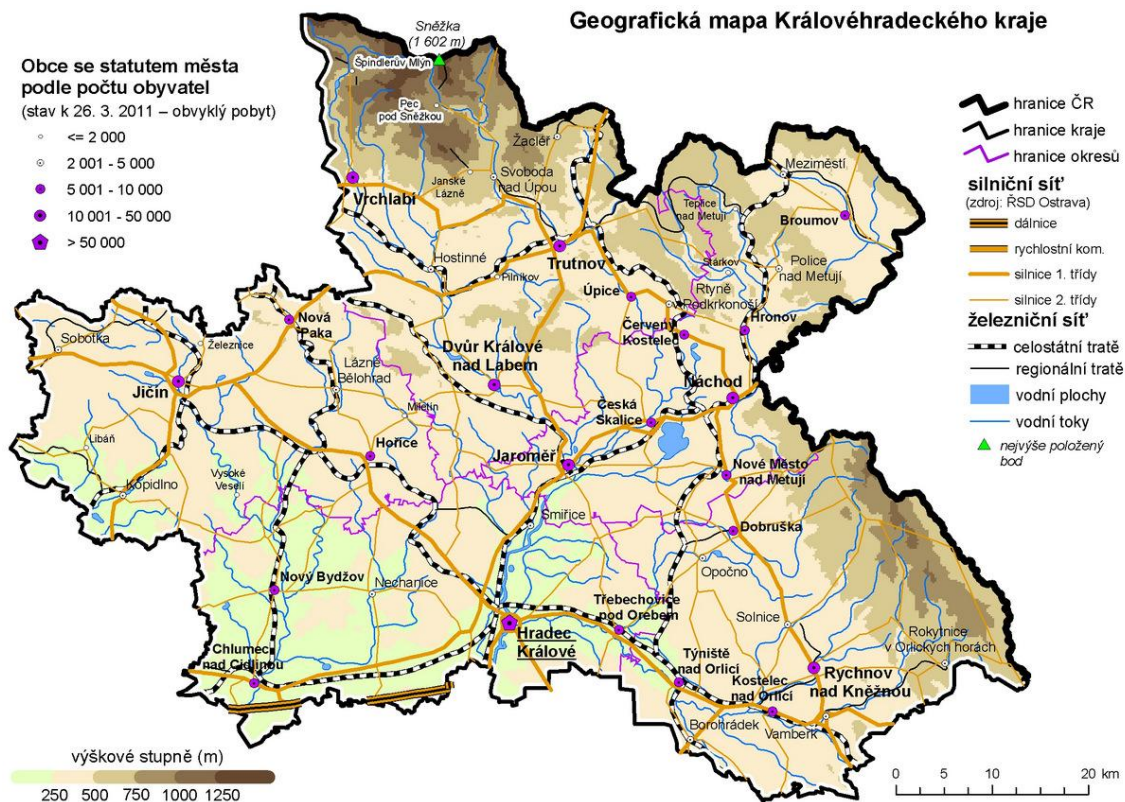 Geografická mapa Královéhradeckého kraje
Sněžka
(1 602 m)
Obce se statutem města
podle počtu obyvatel
(stav k 26. 3. 2011 – obvyklý pobyt)
<= 2 000
2 001 - 5 000
5 001 - 10 000
10 001 - 50 000
> 50 000
hranice ČR
hranice kraje
hranice okresů
silniční síť
(zdroj: ŘSD Ostrava)
dálnice
rychlostní kom.
silnice 1. třídy
silnice 2. třídy
železniční síť
celostátní tratě
regionální tratě
vodní plochy
vodní toky
nejvýše položený
bod
Špindlerův Mlýn
Pec
pod Sněžkou
Žacléř
Janské
Lázně
Svoboda
nad Úpou
Vrchlabí
Meziměstí
Teplice
nad Metují
Broumov
Hostinné
Trutnov
Pilníkov
Stárkov
Police
nad Metují
Úpice
Rtyně
v Podkrkonoší
Hronov
Červený
Kostelec
Nová
Paka
Sobotka
Železnice
Lázně
Bělohrad
Dvůr Králové
nad Labem
Jičín
Miletín
Náchod
Česká
Skalice
Hořice
Jaroměř
Libáň
Kopidlno
Vysoké
Veselí
Nové Město
nad Metují
Smiřice
Dobruška
Opočno
Nový Bydžov
Nechanice
Třebechovice
pod Orebem
Solnice
Hradec
Králové
Rokytnice
v Orlických horách
Chlumec
nad Cidlinou
Týniště
nad Orlicí
Kostelec
nad Orlicí
Rychnov
nad Kněžnou
Borohrádek
Vamberk
výškové stupně (m)
250 500 750 1000 1250
0 5 10 20 km